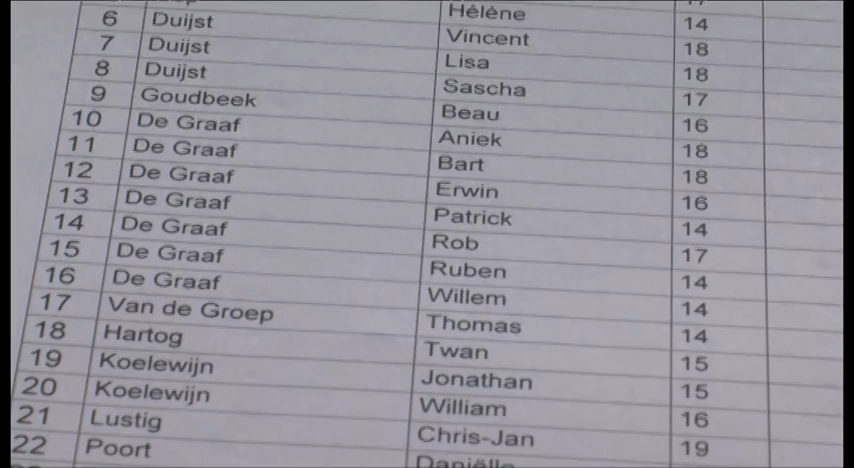 Hélène 14
6 Duijst Vincent 18
7 Duijst Lisa 18
8 Duijst Sascha 17
9 Goudbeek Beau 16
10 De Graaf Aniek 18
11 De Graaf Bart 18
12 De Graaf Erwin 16
13 De Graaf Patrick 14
14 De Graaf Rob 17
15 De Graaf Ruben 14
16 De Graaf Willem 14
17 Van de Groep Thomas 14
18 Hartog Twan 15
19 Koelewijn Jonathan 15
20 Koelewijn William 16
21 Lustig Chris-Jan 19
22 Poort Daniëlle